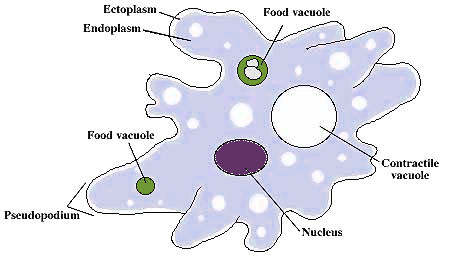 Ectoplasm
Food vacuole
Endoplasm
Food vacuole
Contractile
vacuole
Pseudopodium
Nucleus